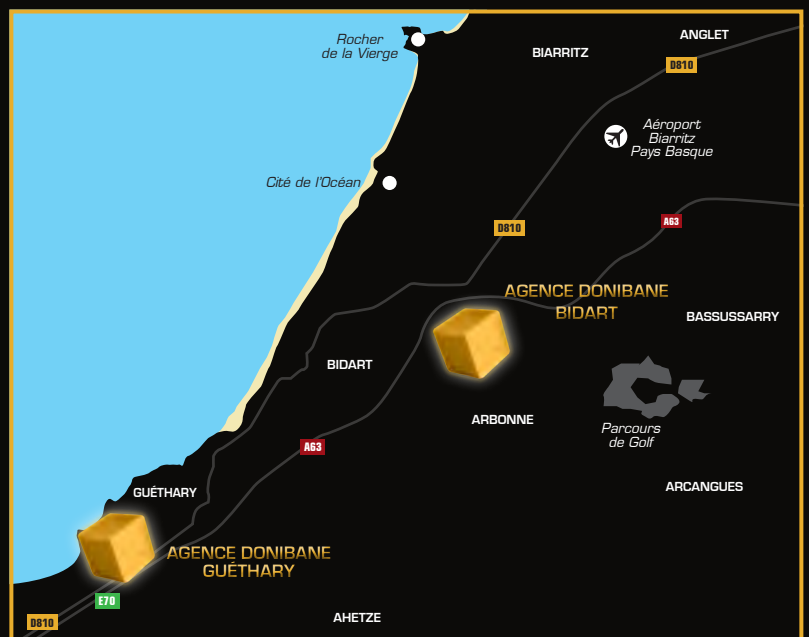 Rocher
de la Vierge
BIARRITZ
ANGLET
D810
Aéroport
Biarritz
Pays Basque
Cité de l'Océan
D810
A63
AGENCE DONIBANE
BIDART
BASSUSSARRY
BIDART
ARBONNE
Parcours
de Golf
A63
ARCANGUES
GUÉTHARY
AGENCE DONIBANE
GUÉTHARY
E70
D810
AHETZE